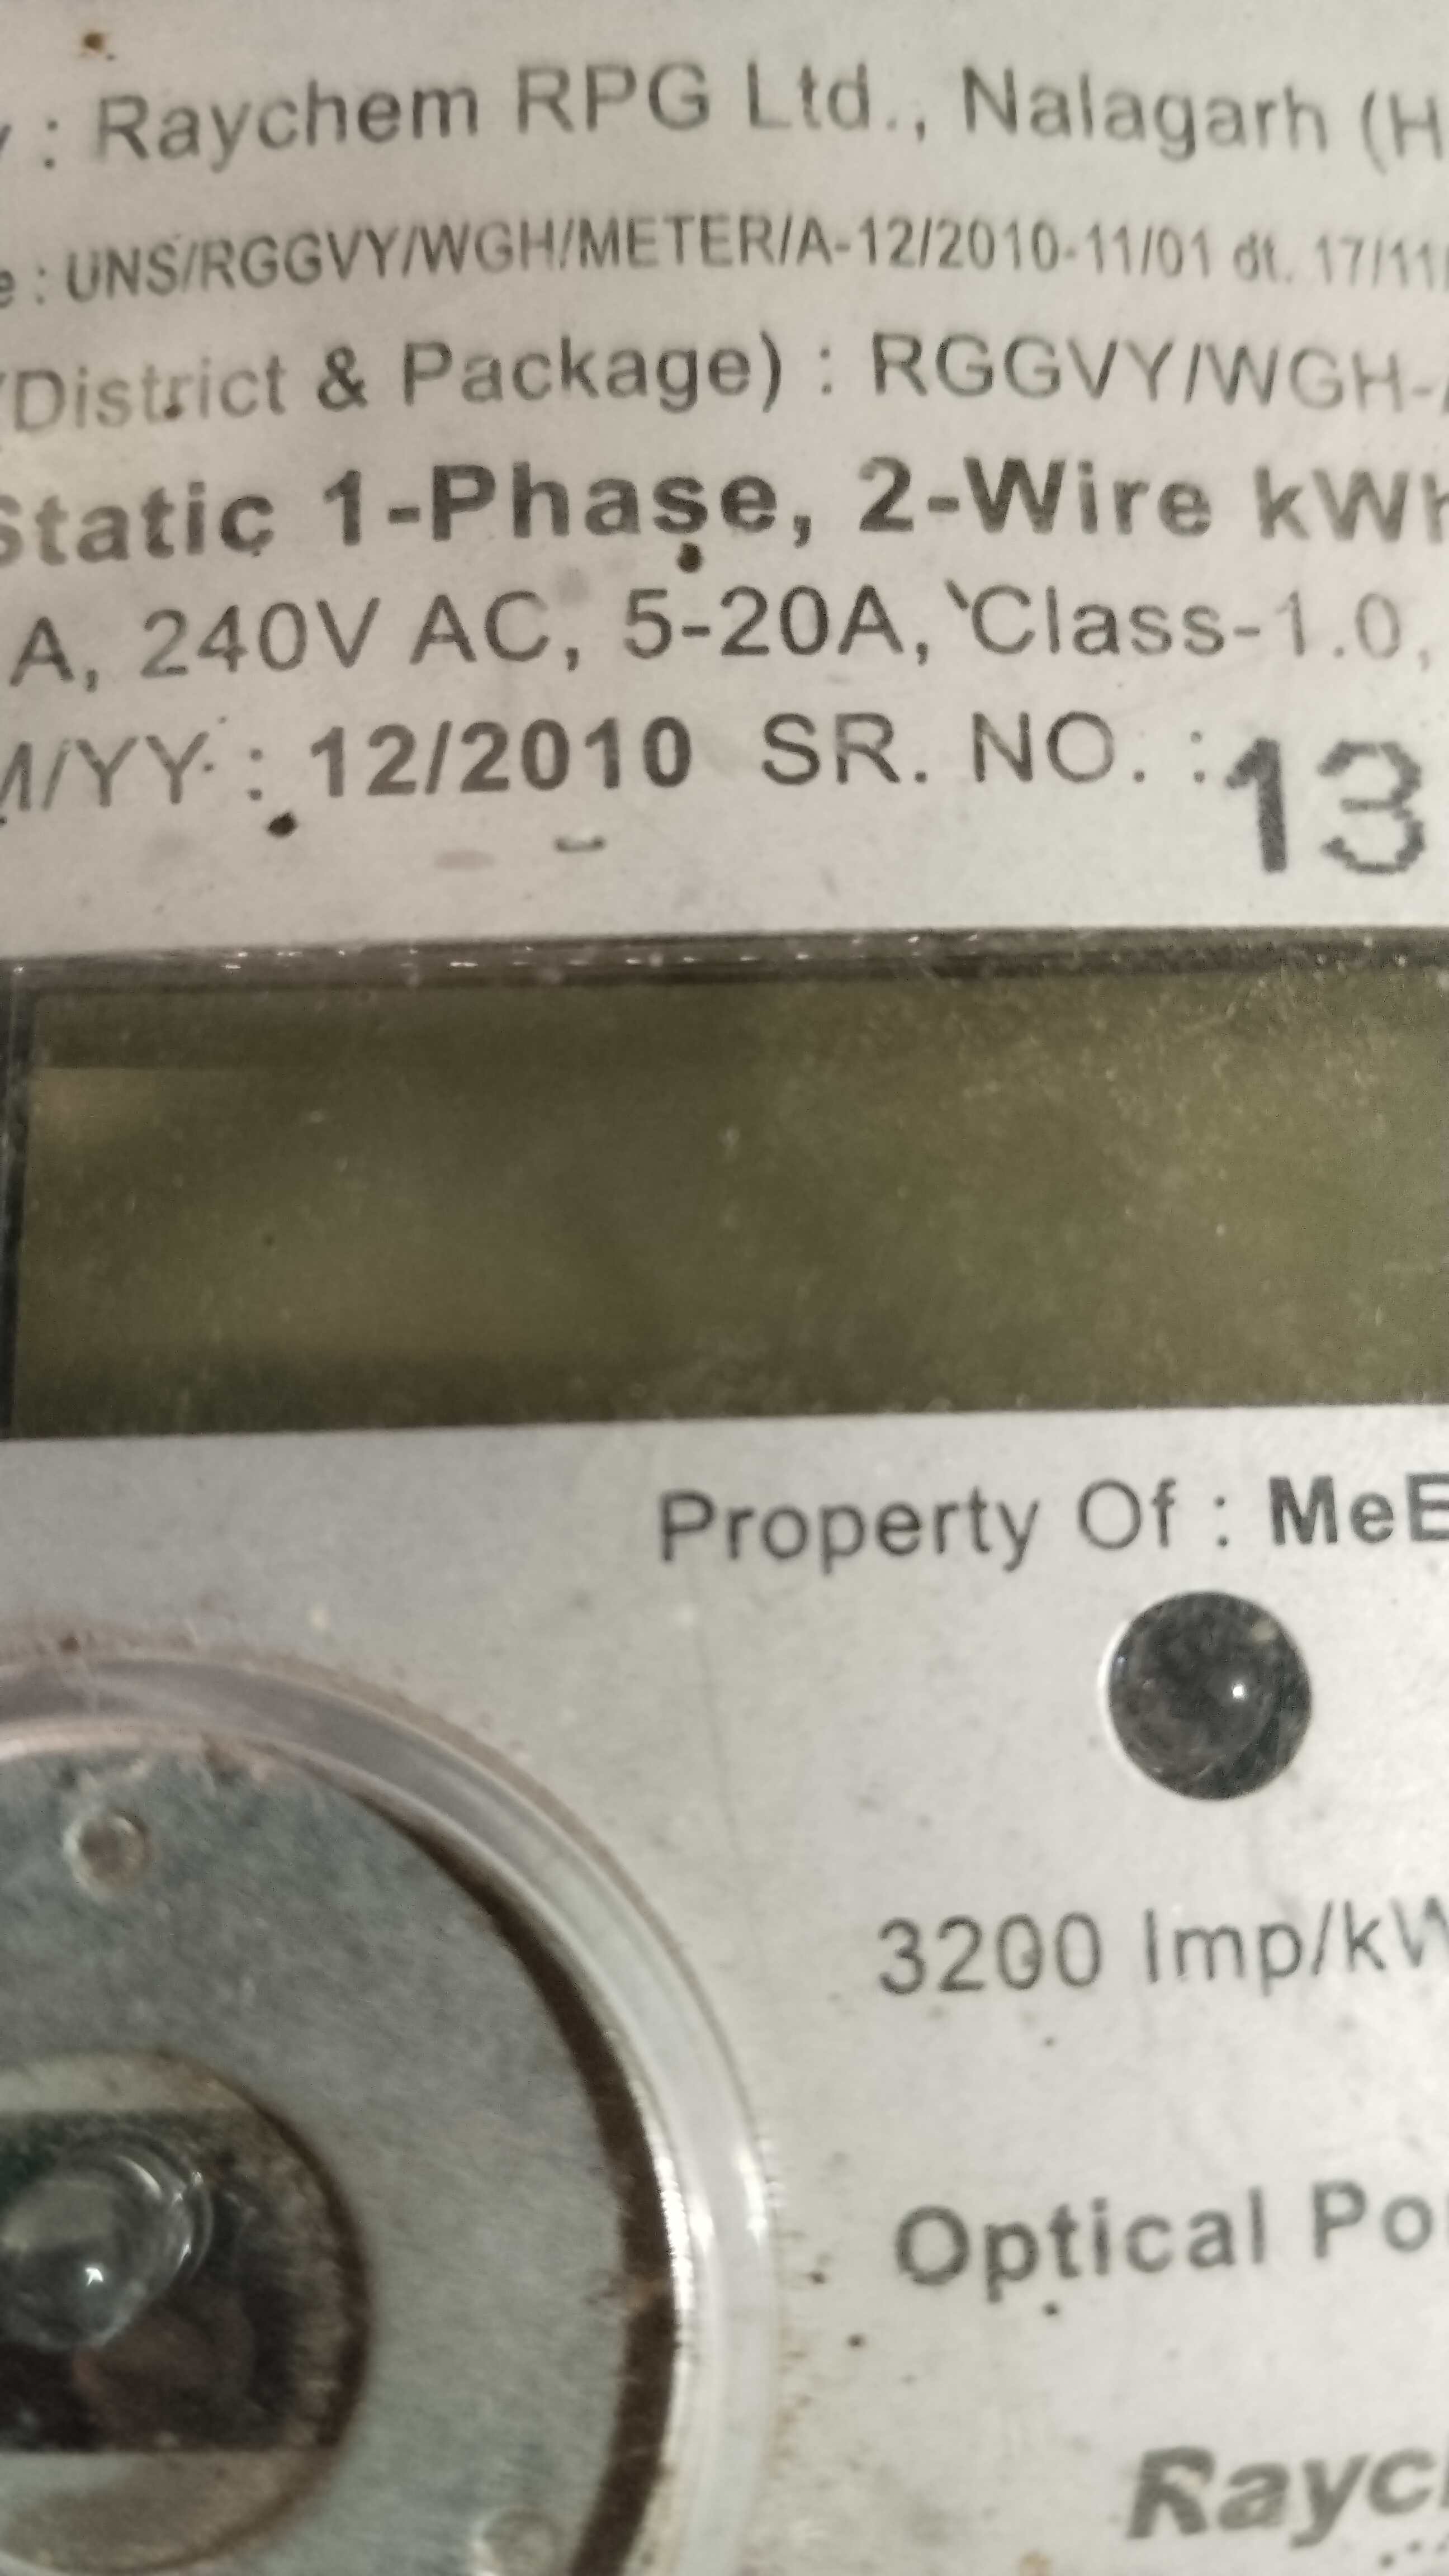 : Raychem RPG Ltd., Nalagarh (H
e : UNS/RGGVY/WGH/METER/A-12/2010-11/01 dt. 17/11/
(District & Package) : RGGVY/WGH-
Static 1-Phase, 2-Wire kWh
A, 240V AC, 5-20A, Class-1.0,
M/YY : 12/2010 SR. NO. : 13
Property Of : MeE
3200 Imp/kW
Optical Po
Rayc